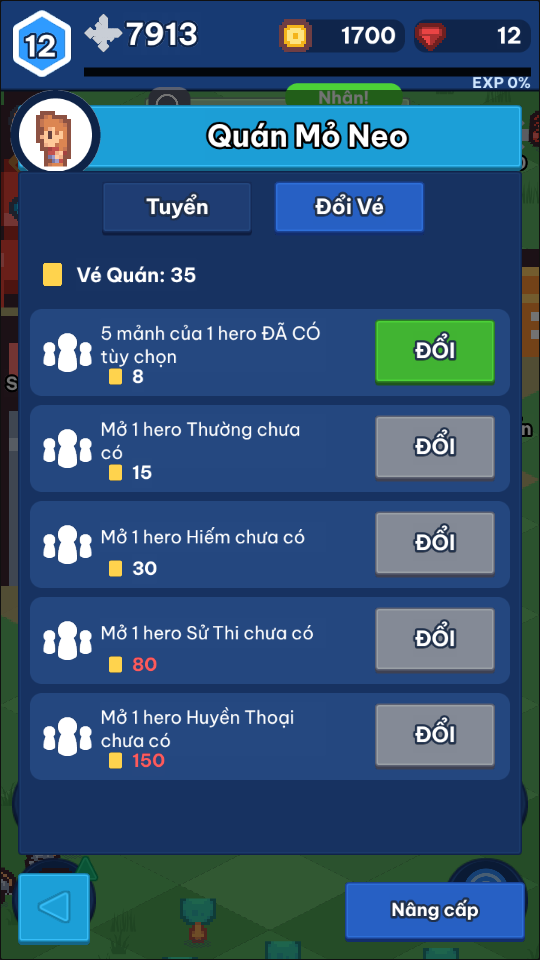 12
7913
1700
12
EXP 0%
Nhân!
Quán Mỏ Neo
Tuyển
Đổi Vé
Vé Quán: 35
5 mảnh của 1 hero ĐÃ CÓ
tùy chọn
8
ĐỔI
Mở 1 hero Thường chưa
có
15
ĐỔI
Mở 1 hero Hiếm chưa có
30
ĐỔI
Mở 1 hero Sử Thi chưa có
80
ĐỔI
Mở 1 hero Huyền Thoại
chưa có
150
ĐỔI
Nâng cấp